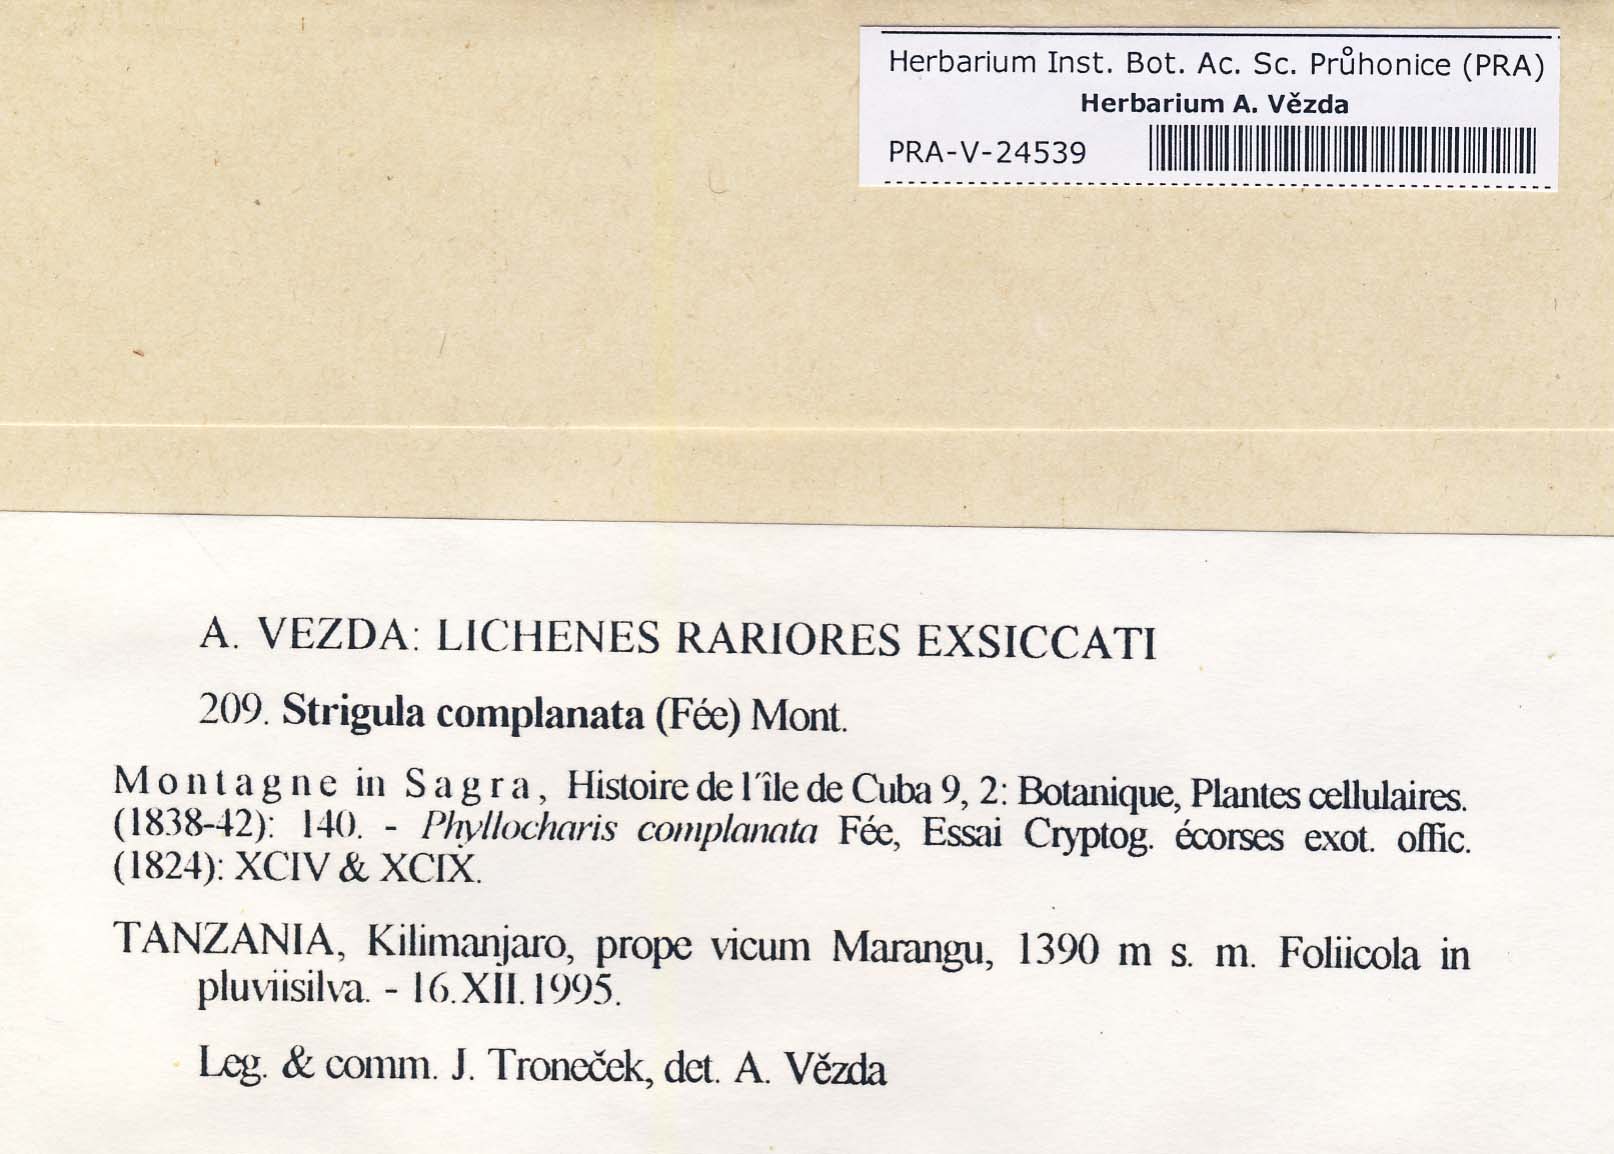 Herbarium Inst. Bot. Ac. Sc. Průhonice (PRA)
Herbarium A. Vězda
PRA-V-24539
A. VEZDA: LICHENES RARIORES EXSICCATI
209. Strigula complanata (Fée) Mont.
Montagne in Sagra, Histoire de l´île de Cuba 9, 2: Botanique, Plantes cellulaires.
(1838-42): 140. - Phyllocharis complanata Fée, Essai Cryptog. écorses exot. offic.
(1824): XCIV & XCIX.
TANZANIA, Kilimanjaro, prope vicum Marangu, 1390 m s. m. Foliicola in
pluviisilva. - 16.XII.1995.
Leg. & comm. J. Troneček, det. A. Vězda